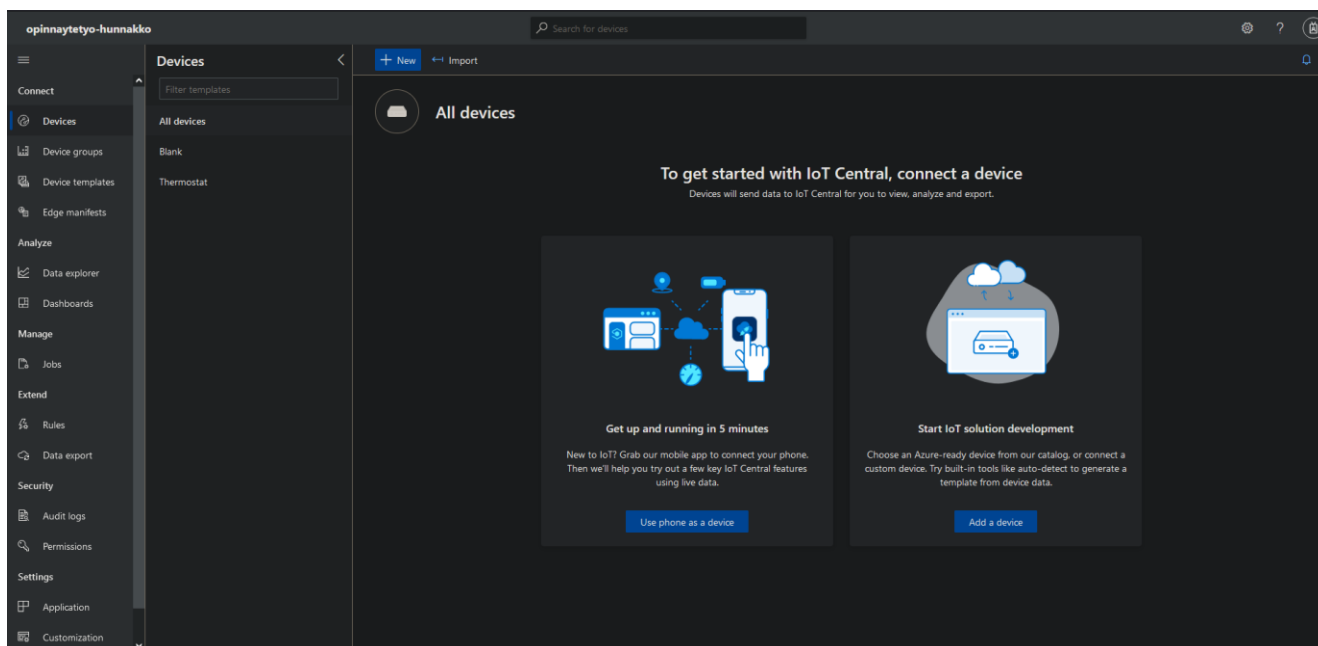 opinnaytetyo-hunnakko
Search for devices
?
Connect
Devices
Device groups
Device templates
Edge manifests
Analyze
Data explorer
Dashboards
Manage
Jobs
Extend
Rules
Data export
Security
Audit logs
Permissions
Settings
Application
Customization
Devices
Filter templates
All devices
Blank
Thermostat
New
Import
All devices
To get started with IoT Central, connect a device
Devices will send data to IoT Central for you to view, analyze and export.
Get up and running in 5 minutes
New to IoT? Grab our mobile app to connect your phone.
Then we'll help you try out a few key IoT Central features
using live data.
Use phone as a device
Start IoT solution development
Choose an Azure-ready device from our catalog, or connect a
custom device. Try built-in tools like auto-detect to generate a
template from device data.
Add a device